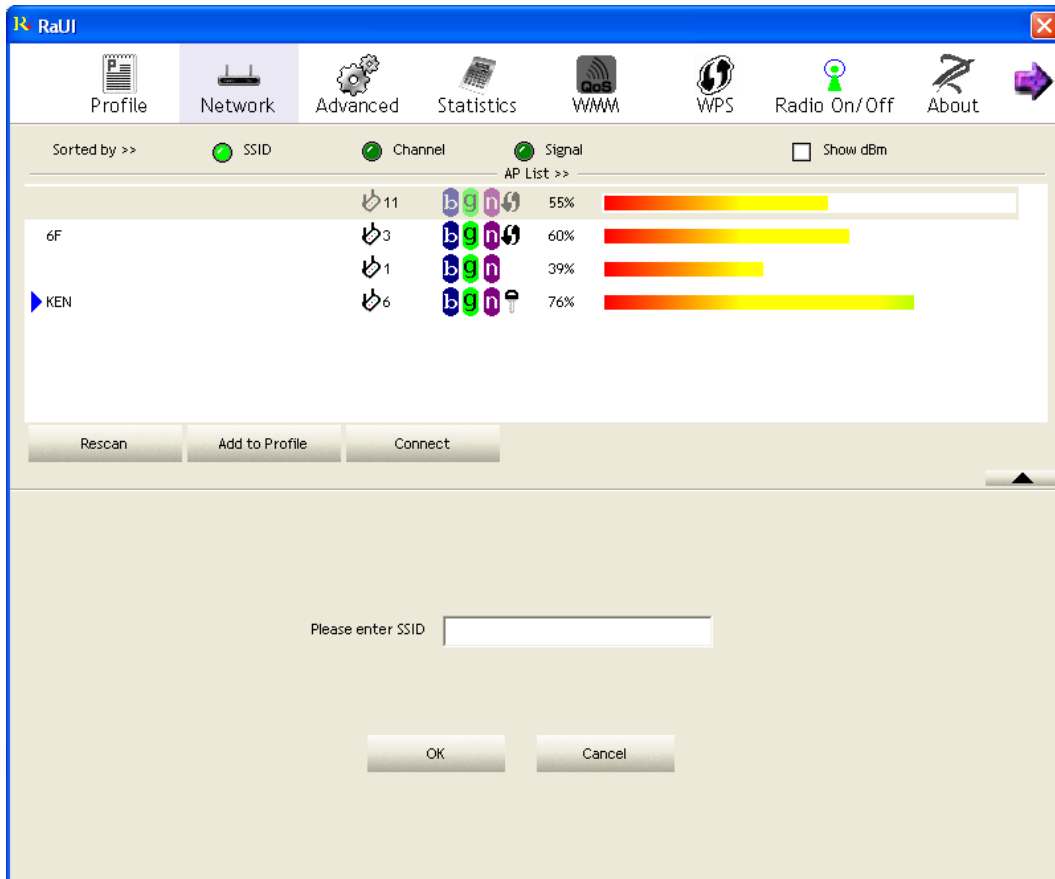 RaUI
Profile Network Advanced Statistics QoS WMM WPS Radio On/Off About
Sorted by >> SSID Channel Signal Show dBm
AP List >>
11 b g n 55%
6F 3 b g n 60%
1 b g n 39%
KEN 6 b g n 76%
Rescan Add to Profile Connect
Please enter SSID
OK Cancel